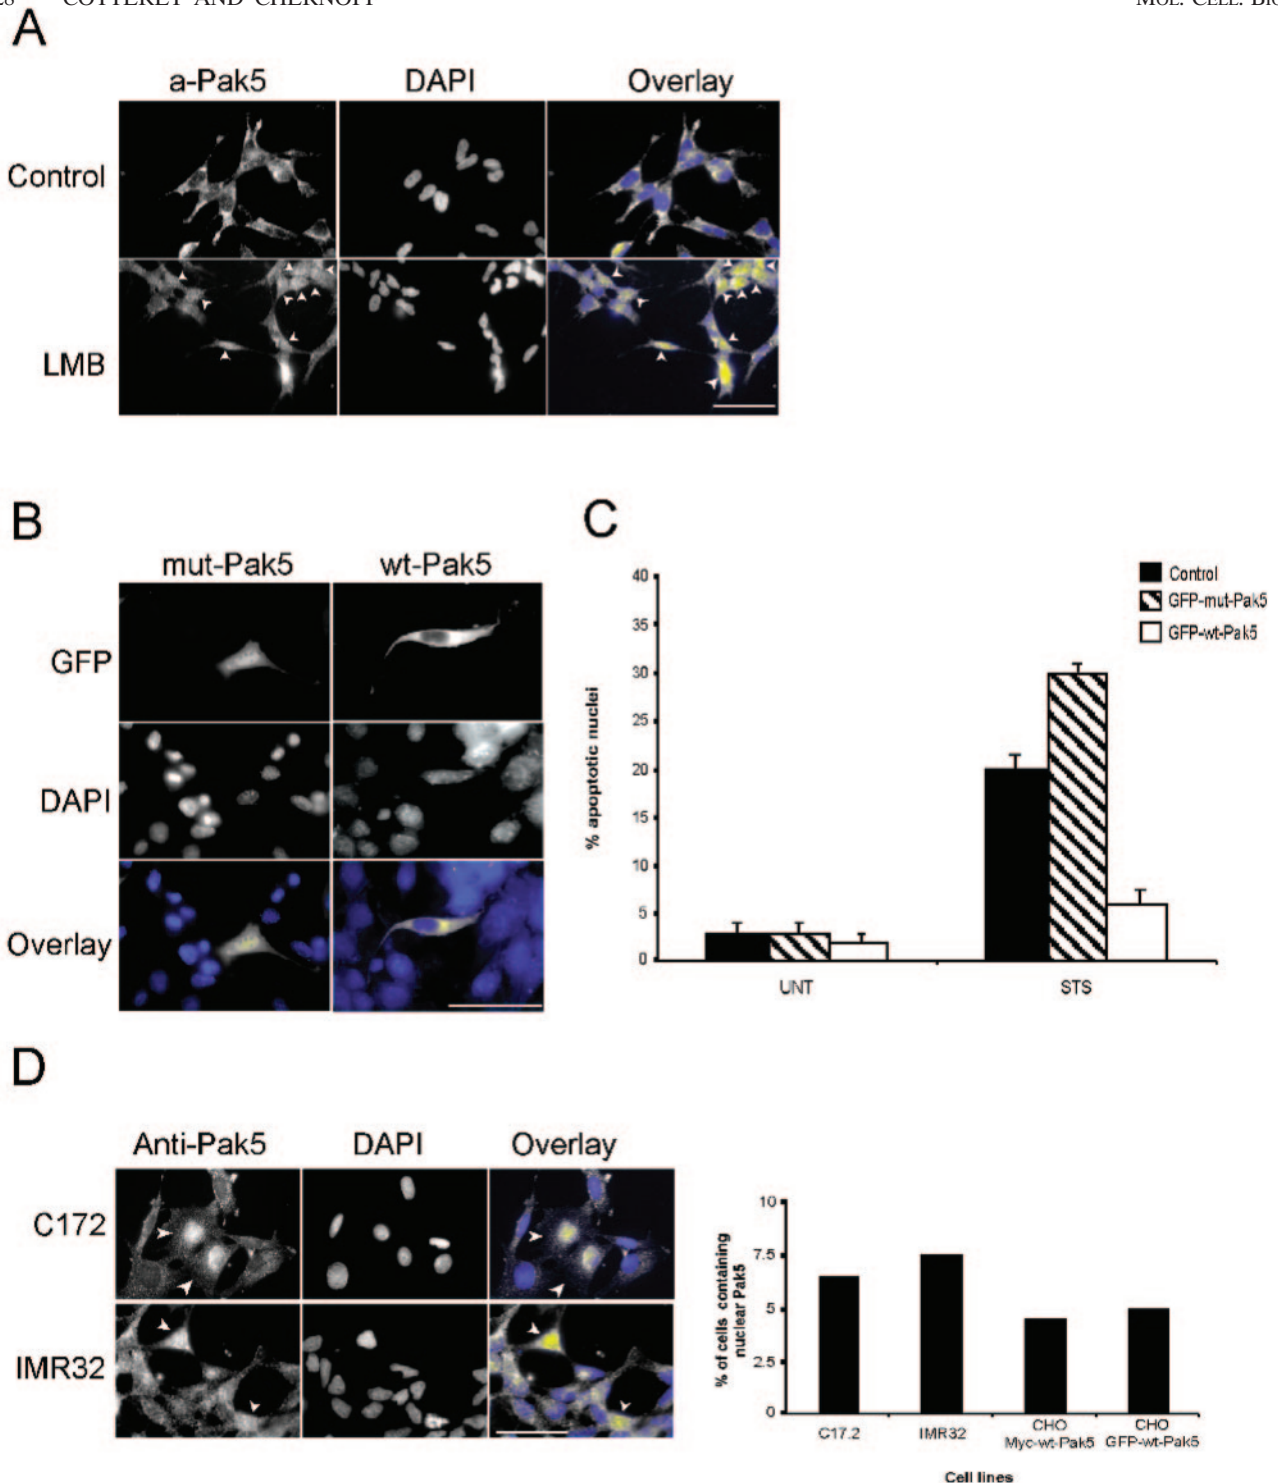 COTTERET AND CHERNOFF
MOL. CELL. BIO
A
a-Pak5 DAPI Overlay
Control
LMB
B
mut-Pak5 wt-Pak5
GFP
DAPI
Overlay
C
Control
GFP-mut-Pak5
GFP-wt-Pak5
% apoptotic nuclei
40
35
30
25
20
15
10
5
0
UNT STS
D
Anti-Pak5 DAPI Overlay
C172
IMR32
% of cells containing
nuclear Pak5
10
7.5
5
2.5
0
C17.2 IMR32 CHO Myc-wt-Pak5 CHO GFP-wt-Pak5
Cell lines